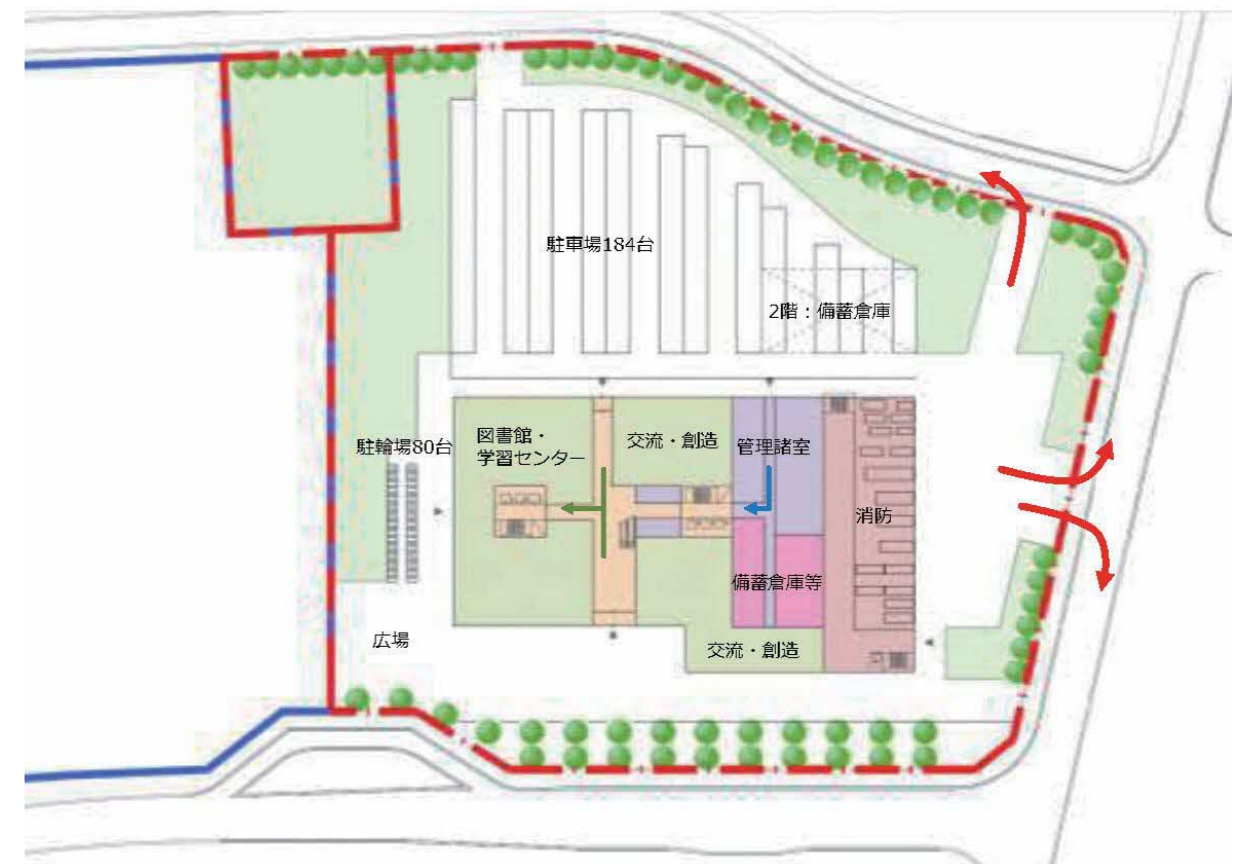 駐車場184台
2階：備蓄倉庫
駐輪場80台
図書館・
学習センター
交流・創造
管理諸室
消防
備蓄倉庫等
広場
交流・創造